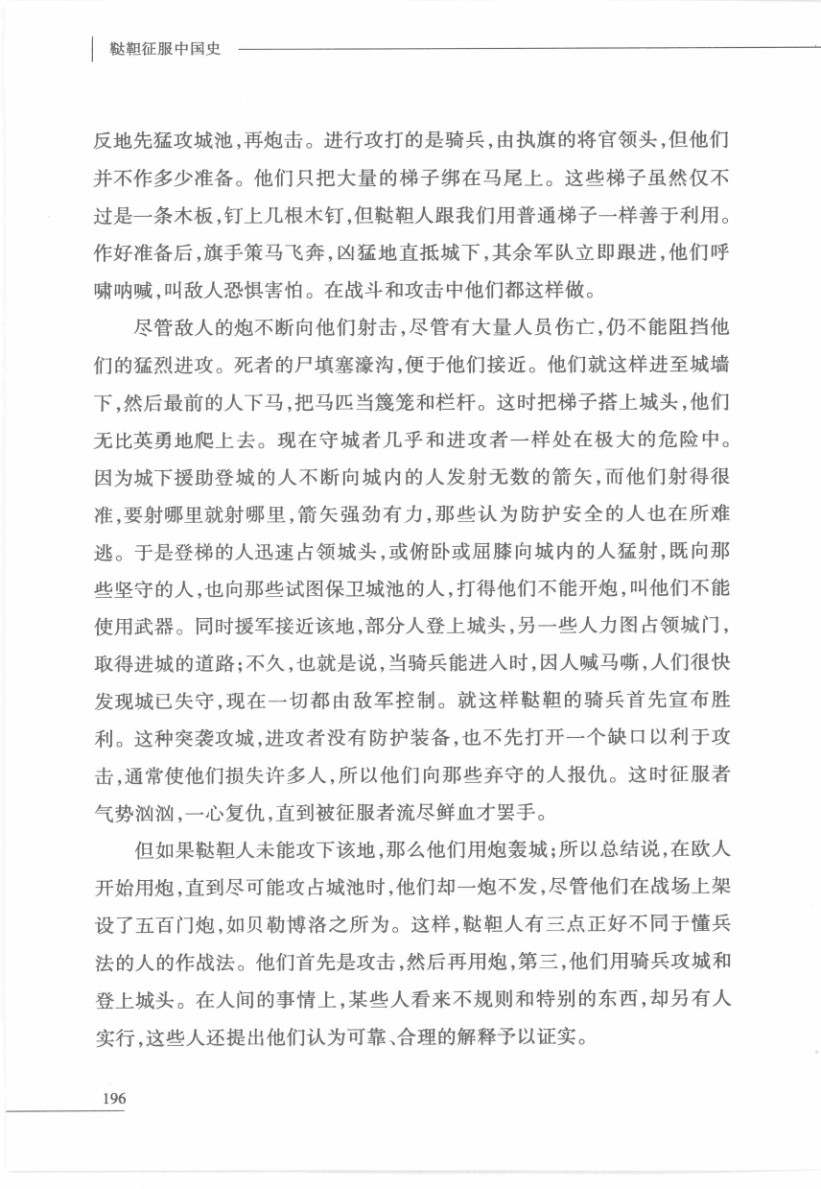 鞑靼征服中国史
反地先猛攻城池,再炮击。进行攻打的是骑兵,由执旗的将官领头,但他们
并不作多少准备。他们只把大量的梯子绑在马尾上。这些梯子虽然仅不
过是一条木板,钉上几根木钉,但鞑靼人跟我们用普通梯子一样善于利用。
作好准备后,旗手策马飞奔,凶猛地直抵城下,其余军队立即跟进,他们呼
啸呐喊,叫敌人恐惧害怕。在战斗和攻击中他们都这样做。
尽管敌人的炮不断向他们射击,尽管有大量人员伤亡,仍不能阻挡他
们的猛烈进攻。死者的尸填塞濠沟,便于他们接近。他们就这样进至城墙
下,然后最前的人下马,把马匹当篾笼和栏杆。这时把梯子搭上城头,他们
无比英勇地爬上去。现在守城者几乎和进攻者一样处在极大的危险中。
因为城下援助登城的人不断向城内的人发射无数的箭矢,而他们射得很
准,要射哪里就射哪里,箭矢强劲有力,那些认为防护安全的人也在所难
逃。于是登梯的人迅速占领城头,或俯卧或屈膝向城内的人猛射,既向那
些坚守的人,也向那些试图保卫城池的人,打得他们不能开炮,叫他们不能
使用武器。同时援军接近该地,部分人登上城头,另一些人力图占领城门,
取得进城的道路;不久,也就是说,当骑兵能进入时,因人喊马嘶,人们很快
发现城已失守,现在一切都由敌军控制。就这样鞑靼的骑兵首先宣布胜
利。这种突袭攻城,进攻者没有防护装备,也不先打开一个缺口以利于攻
击,通常使他们损失许多人,所以他们向那些弃守的人报仇。这时征服者
气势汹汹,一心复仇,直到被征服者流尽鲜血才罢手。
但如果鞑靼人未能攻下该地,那么他们用炮轰城;所以总结说,在欧人
开始用炮,直到尽可能攻占城池时,他们却一炮不发,尽管他们在战场上架
设了五百门炮,如贝勒博洛之所为。这样,鞑靼人有三点正好不同于懂兵
法的人的作战法。他们首先是攻击,然后再用炮,第三,他们用骑兵攻城和
登上城头。在人间的事情上,某些人看来不规则和特别的东西,却另有人
实行,这些人还提出他们认为可靠、合理的解释予以证实。
196